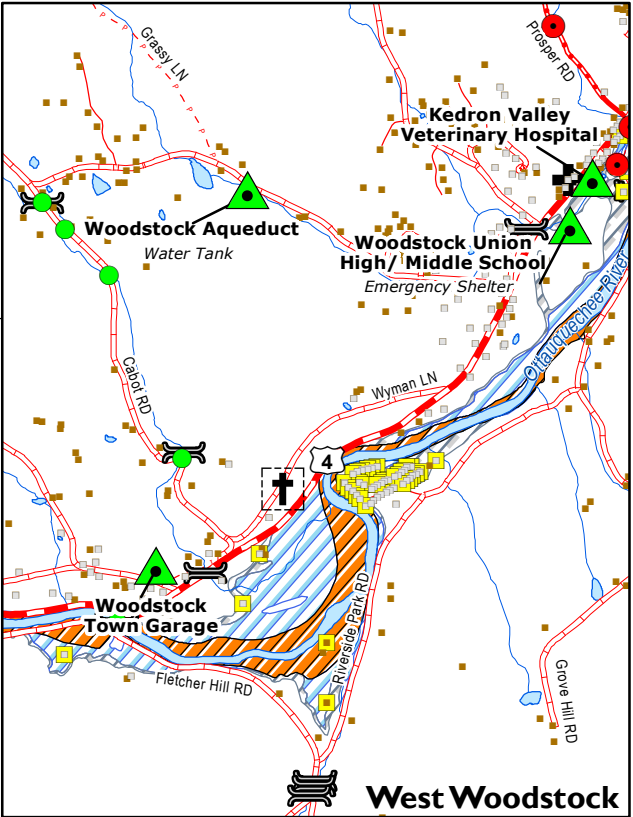 Grassy LN
Prosper RD
Kedron Valley
Veterinary Hospital
Woodstock Aqueduct
Water Tank
Woodstock Union
High/ Middle School
Emergency Shelter
Ottauquechee River
Cabot RD
Wyman LN
4
Woodstock
Town Garage
Riverside Park RD
Fletcher Hill RD
Grove Hill RD
West Woodstock